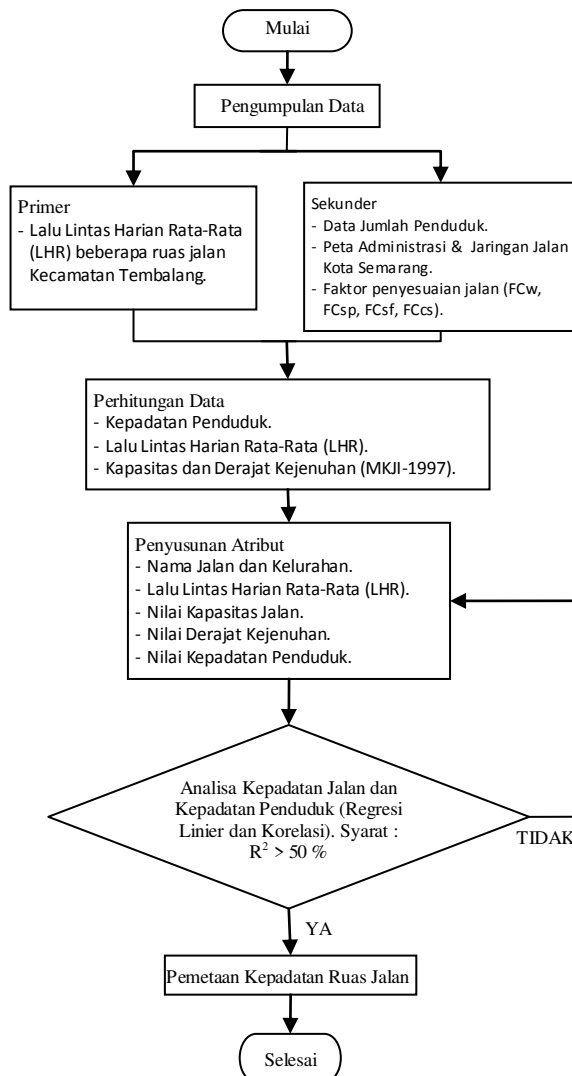 Mulai
Pengumpulan Data
Primer
- Lalu Lintas Harian Rata-Rata
(LHR) beberapa ruas jalan
Kecamatan Tembalang.
Sekunder
- Data Jumlah Penduduk.
- Peta Administrasi & Jaringan Jalan
Kota Semarang.
- Faktor penyesuaian jalan (FCw,
FCsp, FCsf, FCcs).
Perhitungan Data
- Kepadatan Penduduk.
- Lalu Lintas Harian Rata-Rata (LHR).
- Kapasitas dan Derajat Kejenuhan (MKJI-1997).
Penyusunan Atribut
- Nama Jalan dan Kelurahan.
- Lalu Lintas Harian Rata-Rata (LHR).
- Nilai Kapasitas Jalan.
- Nilai Derajat Kejenuhan.
- Nilai Kepadatan Penduduk.
Analisa Kepadatan Jalan dan
Kepadatan Penduduk (Regresi
Linier dan Korelasi). Syarat :
R² > 50 %
TIDAK
YA
Pemetaan Kepadatan Ruas Jalan
Selesai